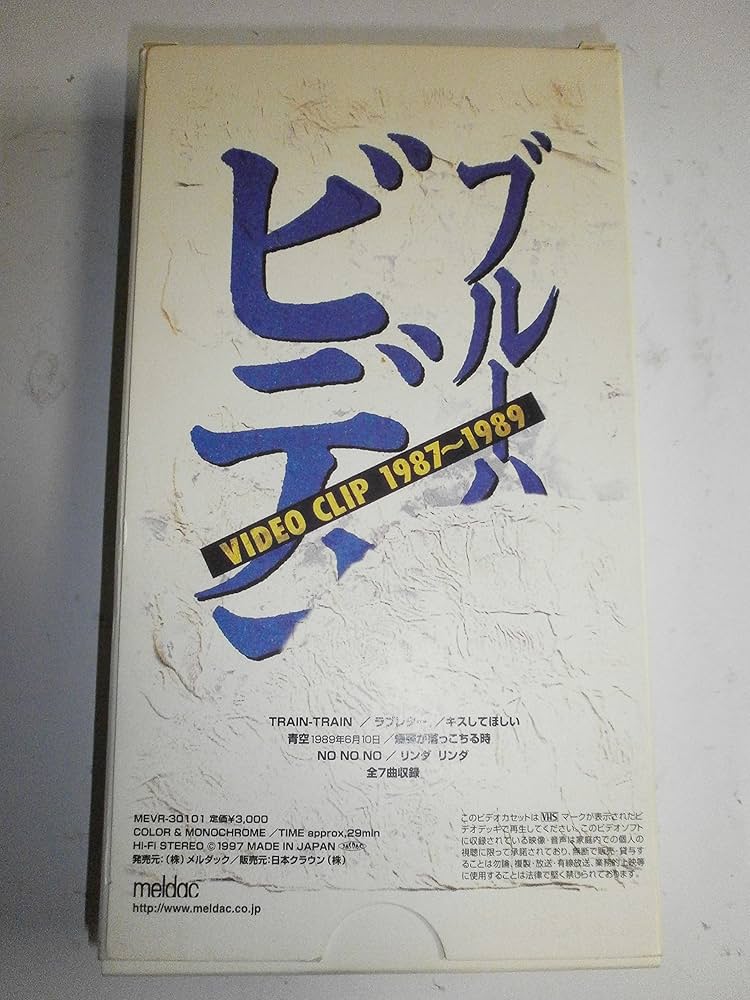 ブルーハ
ビデ
VIDEO CLIP 1987~1989
TRAIN-TRAIN /ラブレター/キスしてほしい
青空1989年6月10日/爆弾が落っこちる時
NO NO NO/リンダ リンダ
全7曲収録
MEVR-30101 定価¥3,000
COLOR & MONOCHROME /TIME approx,29min
HI-FI STEREO ©1997 MADE IN JAPAN
発売元:(株)メルダック/販売元:日本クラウン(株)
meldac
http://www.meldac.co.jp
このビデオカセットは VHS マークが表示されたビ
デオデッキで再生してください。このビデオソフト
に収録されている映像・音声は家庭内での個人の
視聴に限って承諾されており、無断で販売・貸与す
ることは勿論、複製・放送・有線放送、業務的上映等
に使用することは法律で堅く禁じられております。